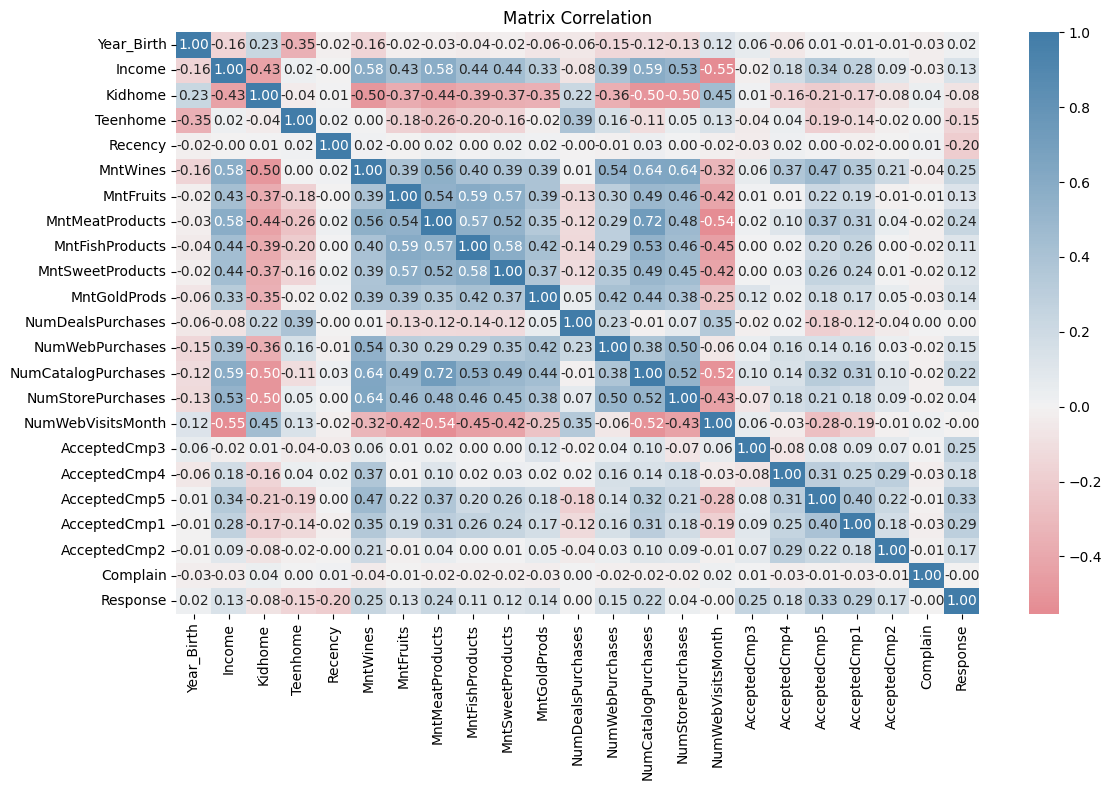 Matrix Correlation
Year_Birth 1.00 -0.16 0.23 -0.35 -0.02 -0.16 -0.02 -0.03 -0.04 -0.02 -0.06 -0.06 -0.15 -0.12 -0.13 0.12 0.06 -0.06 0.01 -0.01 -0.01 -0.03 0.02 1.0
Income -0.16 1.00 -0.43 0.02 -0.00 0.58 0.43 0.58 0.44 0.44 0.33 -0.08 0.39 0.59 0.53 -0.55 -0.02 0.18 0.34 0.28 0.09 -0.03 0.13
Kidhome 0.23 -0.43 1.00 -0.04 0.01 -0.50 -0.37 -0.44 -0.39 -0.37 -0.35 0.22 -0.36 -0.50 -0.50 0.45 0.01 -0.16 -0.21 -0.17 -0.08 0.04 -0.08
0.8
Teenhome -0.35 0.02 -0.04 1.00 0.02 0.00 -0.18 -0.26 -0.20 -0.16 -0.02 0.39 0.16 -0.11 0.05 0.13 -0.04 0.04 -0.19 -0.14 -0.02 0.00 -0.15
Recency -0.02 -0.00 0.01 0.02 1.00 0.02 -0.00 0.02 0.00 0.02 0.02 -0.00 -0.01 0.03 0.00 -0.02 -0.03 0.02 0.00 -0.02 -0.00 0.01 -0.20
MntWines -0.16 0.58 -0.50 0.00 0.02 1.00 0.39 0.56 0.40 0.39 0.39 0.01 0.54 0.64 0.64 -0.32 0.06 0.37 0.47 0.35 0.21 -0.04 0.25
0.6
MntFruits -0.02 0.43 -0.37 -0.18 -0.00 0.39 1.00 0.54 0.59 0.57 0.39 -0.13 0.30 0.49 0.46 -0.42 0.01 0.01 0.22 0.19 -0.01 -0.01 0.13
MntMeatProducts -0.03 0.58 -0.44 -0.26 0.02 0.56 0.54 1.00 0.57 0.52 0.35 -0.12 0.29 0.72 0.48 -0.54 0.02 0.10 0.37 0.31 0.04 -0.02 0.24
MntFishProducts -0.04 0.44 -0.39 -0.20 0.00 0.40 0.59 0.57 1.00 0.58 0.42 -0.14 0.29 0.53 0.46 -0.45 0.00 0.02 0.20 0.26 0.00 -0.02 0.11
0.4
MntSweetProducts -0.02 0.44 -0.37 -0.16 0.02 0.39 0.57 0.52 0.58 1.00 0.37 -0.12 0.35 0.49 0.45 -0.42 0.00 0.03 0.26 0.24 0.01 -0.02 0.12
MntGoldProds -0.06 0.33 -0.35 -0.02 0.02 0.39 0.39 0.35 0.42 0.37 1.00 0.05 0.42 0.44 0.38 -0.25 0.12 0.02 0.18 0.17 0.05 -0.03 0.14
NumDealsPurchases -0.06 -0.08 0.22 0.39 -0.00 0.01 -0.13 -0.12 -0.14 -0.12 0.05 1.00 0.23 -0.01 0.07 0.35 -0.02 0.02 -0.18 -0.12 -0.04 0.00 0.00
0.2
NumWebPurchases -0.15 0.39 -0.36 0.16 -0.01 0.54 0.30 0.29 0.29 0.35 0.42 0.23 1.00 0.38 0.50 -0.06 0.04 0.16 0.14 0.16 0.03 -0.02 0.15
NumCatalogPurchases -0.12 0.59 -0.50 -0.11 0.03 0.64 0.49 0.72 0.53 0.49 0.44 -0.01 0.38 1.00 0.52 -0.52 0.10 0.14 0.32 0.31 0.10 -0.02 0.22
NumStorePurchases -0.13 0.53 -0.50 0.05 0.00 0.64 0.46 0.48 0.46 0.45 0.38 0.07 0.50 0.52 1.00 -0.43 -0.07 0.18 0.21 0.18 0.09 -0.02 0.04
0.0
NumWebVisitsMonth 0.12 -0.55 0.45 0.13 -0.02 -0.32 -0.42 -0.54 -0.45 -0.42 -0.25 0.35 -0.06 -0.52 -0.43 1.00 0.06 -0.03 -0.28 -0.19 -0.01 0.02 -0.00
AcceptedCmp3 0.06 -0.02 0.01 -0.04 -0.03 0.06 0.01 0.02 0.00 0.00 0.12 -0.02 0.04 0.10 -0.07 0.06 1.00 -0.08 0.08 0.09 0.07 0.01 0.25
AcceptedCmp4 -0.06 0.18 -0.16 0.04 0.02 0.37 0.01 0.10 0.02 0.03 0.02 0.02 0.16 0.14 0.18 -0.03 -0.08 1.00 0.31 0.25 0.29 -0.03 0.18
−0.2
AcceptedCmp5 0.01 0.34 -0.21 -0.19 0.00 0.47 0.22 0.37 0.20 0.26 0.18 -0.18 0.14 0.32 0.21 -0.28 0.08 0.31 1.00 0.40 0.22 -0.01 0.33
AcceptedCmp1 -0.01 0.28 -0.17 -0.14 -0.02 0.35 0.19 0.31 0.26 0.24 0.17 -0.12 0.16 0.31 0.18 -0.19 0.09 0.25 0.40 1.00 0.18 -0.03 0.29
AcceptedCmp2 -0.01 0.09 -0.08 -0.02 -0.00 0.21 -0.01 0.04 0.00 0.01 0.05 -0.04 0.03 0.10 0.09 -0.01 0.07 0.29 0.22 0.18 1.00 -0.01 0.17
−0.4
Complain -0.03 -0.03 0.04 0.00 0.01 -0.04 -0.01 -0.02 -0.02 -0.02 -0.03 0.00 -0.02 -0.02 -0.02 0.02 0.01 -0.03 -0.01 -0.03 -0.01 1.00 -0.00
Response 0.02 0.13 -0.08 -0.15 -0.20 0.25 0.13 0.24 0.11 0.12 0.14 0.00 0.15 0.22 0.04 -0.00 0.25 0.18 0.33 0.29 0.17 -0.00 1.00
Year_Birth
Income
Kidhome
Teenhome
Recency
MntWines
MntFruits
MntMeatProducts
MntFishProducts
MntSweetProducts
MntGoldProds
NumDealsPurchases
NumWebPurchases
NumCatalogPurchases
NumStorePurchases
NumWebVisitsMonth
AcceptedCmp3
AcceptedCmp4
AcceptedCmp5
AcceptedCmp1
AcceptedCmp2
Complain
Response